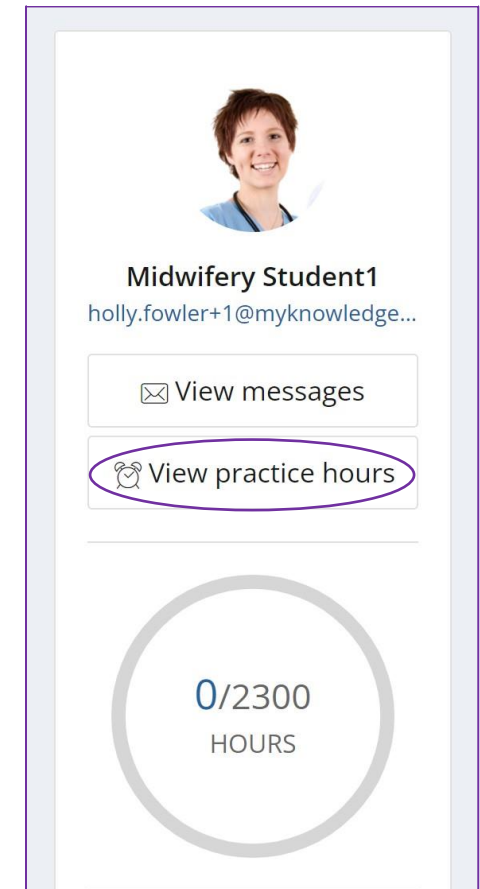 Midwifery Student1
holly.fowler+1@myknowledge...
View messages
View practice hours
0/2300
HOURS